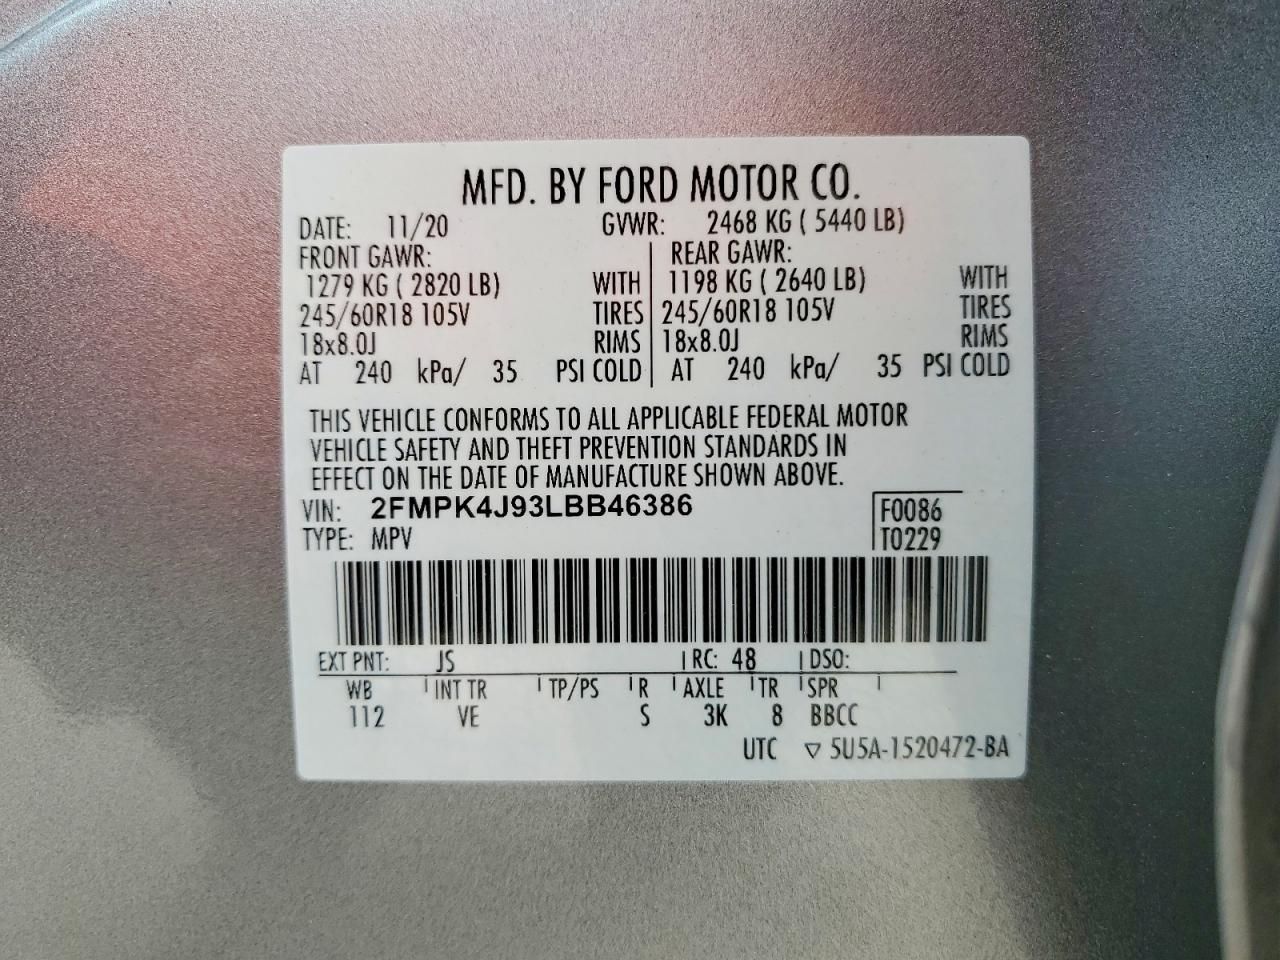 MFD. BY FORD MOTOR CO.
DATE: 11/20 GVWR: 2468 KG ( 5440 LB)
FRONT GAWR: REAR GAWR:
1279 KG ( 2820 LB) WITH 1198 KG ( 2640 LB) WITH
245/60R18 105V TIRES 245/60R18 105V TIRES
18x8.0J RIMS 18x8.0J RIMS
AT 240 kPa/ 35 PSI COLD AT 240 kPa/ 35 PSI COLD
THIS VEHICLE CONFORMS TO ALL APPLICABLE FEDERAL MOTOR
VEHICLE SAFETY AND THEFT PREVENTION STANDARDS IN
EFFECT ON THE DATE OF MANUFACTURE SHOWN ABOVE.
VIN: 2FMPK4J93LBB46386 F0086
TYPE: MPV T0229
EXT PNT: JS RC: 48 DSO:
WB INT TR TP/PS R AXLE TR SPR
112 VE S 3K 8 BBCC
UTC ▽ 5U5A-1520472-BA